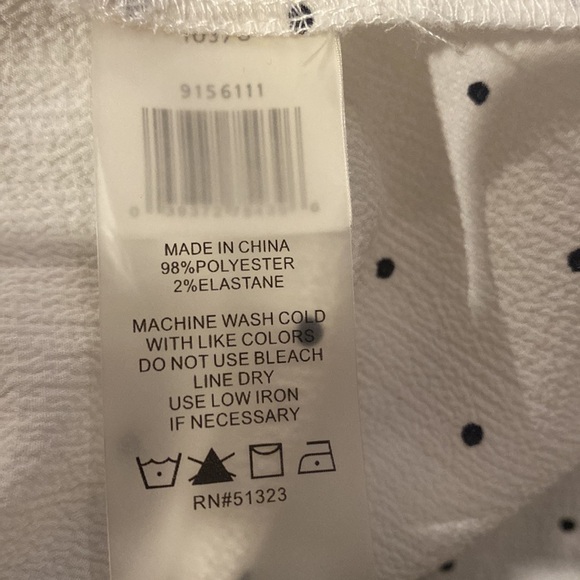 9156111
MADE IN CHINA
98%POLYESTER
2%ELASTANE
MACHINE WASH COLD
WITH LIKE COLORS
DO NOT USE BLEACH
LINE DRY
USE LOW IRON
IF NECESSARY
RN#51323